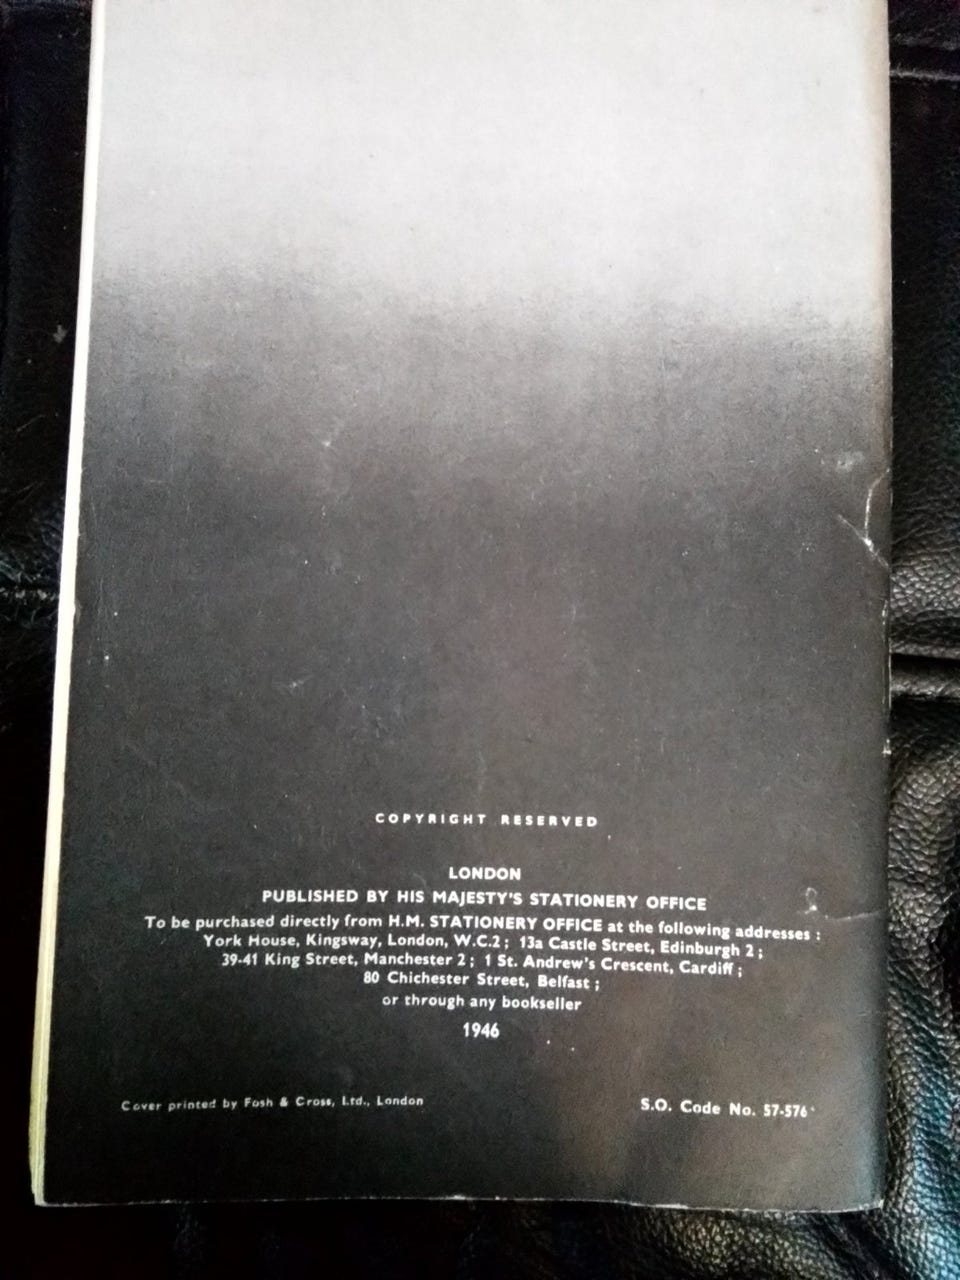 COPYRIGHT RESERVED
LONDON
PUBLISHED BY HIS MAJESTY'S STATIONERY OFFICE
To be purchased directly from H.M. STATIONERY OFFICE at the following addresses :
York House, Kingsway, London, W.C.2 ; 13a Castle Street, Edinburgh 2 ;
39-41 King Street, Manchester 2 ; 1 St. Andrew's Crescent, Cardiff ;
80 Chichester Street, Belfast ;
or through any bookseller
1946
Cover printed by Fosh & Cross, Ltd., London
S.O. Code No. 57-576